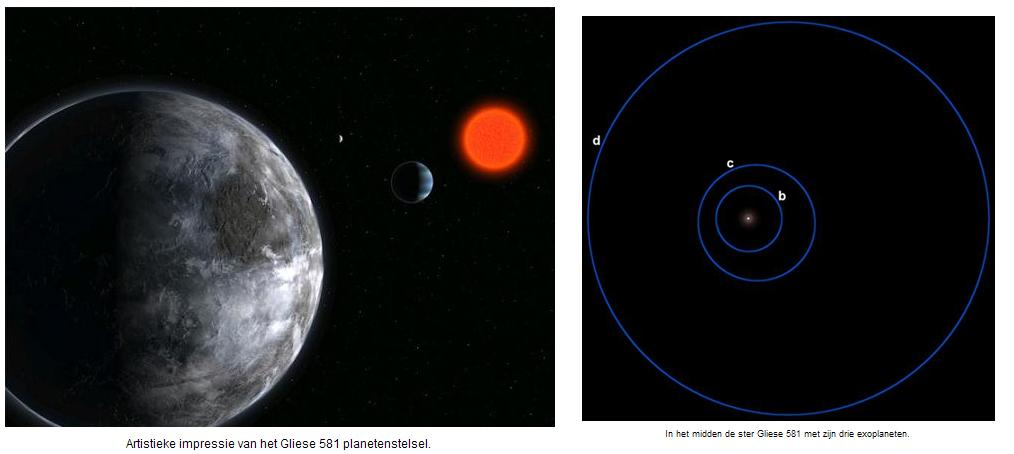 d
c
b
Artistieke impressie van het Gliese 581 planetenstelsel.
In het midden de ster Gliese 581 met zijn drie exoplaneten.